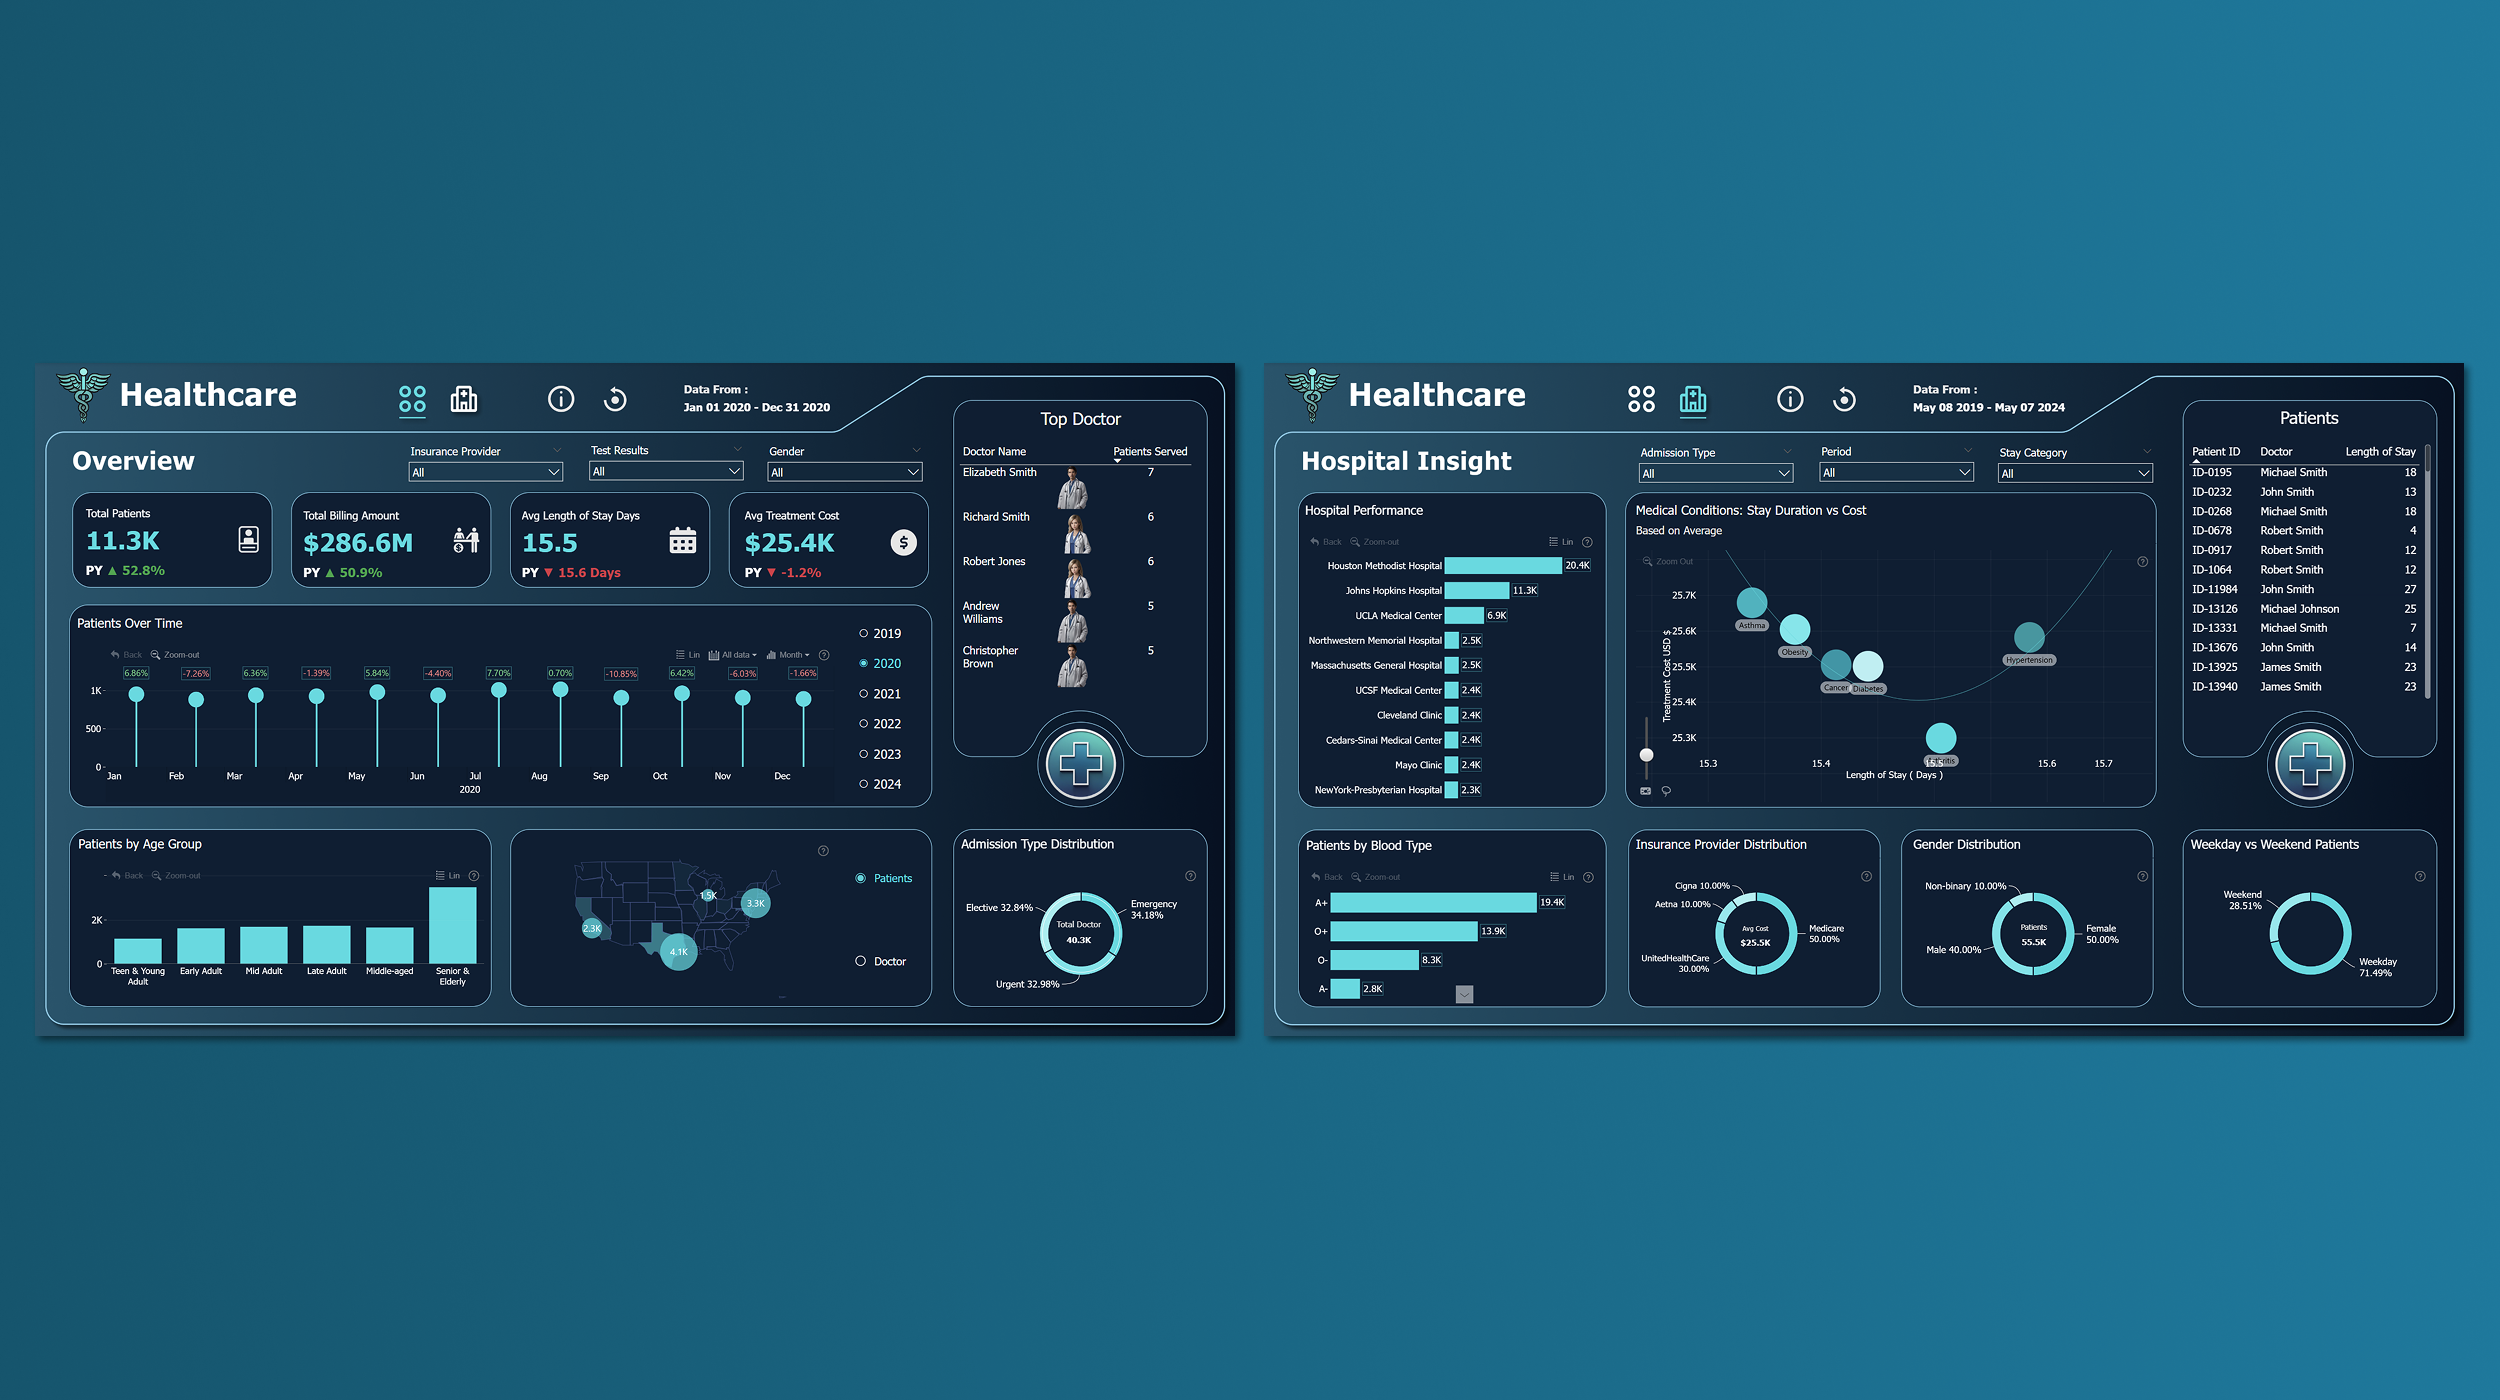 Healthcare
Data From :
Jan 01 2020 - Dec 31 2020
Overview
Insurance Provider
All
Test Results
All
Gender
All
Total Patients
11.3K
PY ▲ 52.8%
Total Billing Amount
$286.6M
PY ▲ 50.9%
Avg Length of Stay Days
15.5
PY ▼ 15.6 Days
Avg Treatment Cost
$25.4K
PY ▼ -1.2%
Top Doctor
Doctor Name Patients Served
Elizabeth Smith 7
Richard Smith 6
Robert Jones 6
Andrew
Williams 5
Christopher
Brown 5
Patients Over Time
Back Zoom-out Lin All data Month ?
6.86% -7.26% 6.36% -1.39% 5.84% -4.40% 7.70% 0.70% -10.85% 6.42% -6.03% -1.66%
1K
500
0
Jan Feb Mar Apr May Jun Jul Aug Sep Oct Nov Dec
2020
2019
2020
2021
2022
2023
2024
Patients by Age Group
Back Zoom-out Lin ?
2K
0
Teen & Young
Adult
Early Adult
Mid Adult
Late Adult
Middle-aged
Senior &
Elderly
?
1.5K
3.3K
2.3K
4.1K
Patients
Doctor
Admission Type Distribution
?
Elective 32.84%
Emergency
34.18%
Total Doctor
40.3K
Urgent 32.98%
Healthcare
Data From :
May 08 2019 - May 07 2024
Hospital Insight
Admission Type
All
Period
All
Stay Category
All
Hospital Performance
Back Zoom-out Lin ?
Houston Methodist Hospital 20.4K
Johns Hopkins Hospital 11.3K
UCLA Medical Center 6.9K
Northwestern Memorial Hospital 2.5K
Massachusetts General Hospital 2.5K
UCSF Medical Center 2.4K
Cleveland Clinic 2.4K
Cedars-Sinai Medical Center 2.4K
Mayo Clinic 2.4K
NewYork-Presbyterian Hospital 2.3K
Medical Conditions: Stay Duration vs Cost
Based on Average
Zoom Out ?
Treatment Cost USD $
25.7K
25.6K
25.5K
25.4K
25.3K
Asthma
Obesity
Cancer
Diabetes
Hypertension
15.3 15.4 15.5 15.6 15.7
Length of Stay ( Days )
Patients
Patient ID Doctor Length of Stay
ID-0195 Michael Smith 18
ID-0232 John Smith 13
ID-0268 Michael Smith 18
ID-0678 Robert Smith 4
ID-0917 Robert Smith 12
ID-1064 Robert Smith 12
ID-11984 John Smith 27
ID-13126 Michael Johnson 25
ID-13331 Michael Smith 7
ID-13676 John Smith 14
ID-13925 James Smith 23
ID-13940 James Smith 23
Patients by Blood Type
Back Zoom-out Lin ?
A+ 19.4K
O+ 13.9K
O- 8.3K
A- 2.8K
Insurance Provider Distribution
?
Cigna 10.00%
Aetna 10.00%
Avg Cost
$25.5K
Medicare
50.00%
UnitedHealthCare
30.00%
Gender Distribution
?
Non-binary 10.00%
Patients
55.5K
Female
50.00%
Male 40.00%
Weekday vs Weekend Patients
?
Weekend
28.51%
Weekday
71.49%